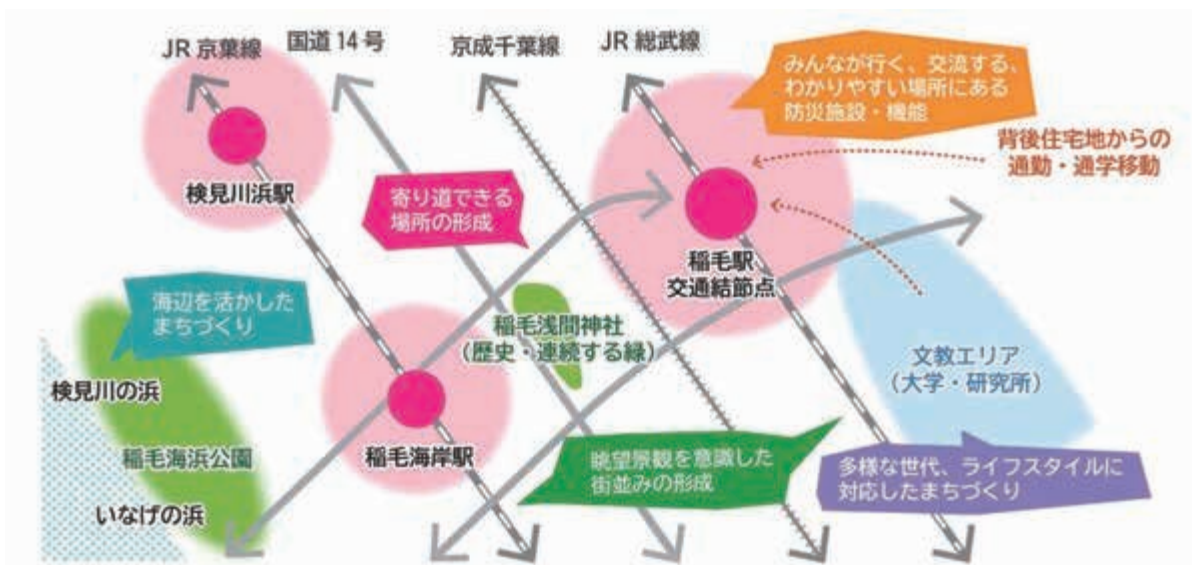 JR 京葉線
国道 14 号
京成千葉線
JR 総武線
みんなが行く、交流する、
わかりやすい場所にある
防災施設・機能
背後住宅地からの
通勤・通学移動
検見川浜駅
寄り道できる
場所の形成
稲毛駅
交通結節点
海辺を活かした
まちづくり
稲毛浅間神社
(歴史・連続する緑)
文教エリア
(大学・研究所)
検見川の浜
稲毛海浜公園
いなげの浜
稲毛海岸駅
眺望景観を意識した
街並みの形成
多様な世代、ライフスタイルに
対応したまちづくり